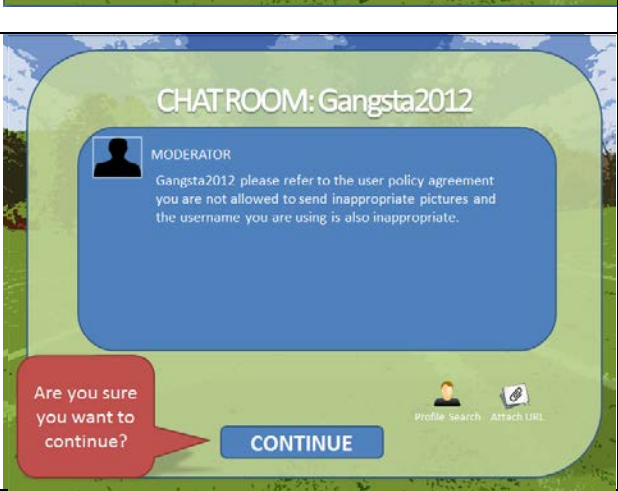 CHAT ROOM: Gangsta2012
MODERATOR
Gangsta2012 please refer to the user policy agreement
you are not allowed to send inappropriate pictures and
the username you are using is also inappropriate.
Are you sure
you want to
continue?
Profile Search
Attach URL
CONTINUE